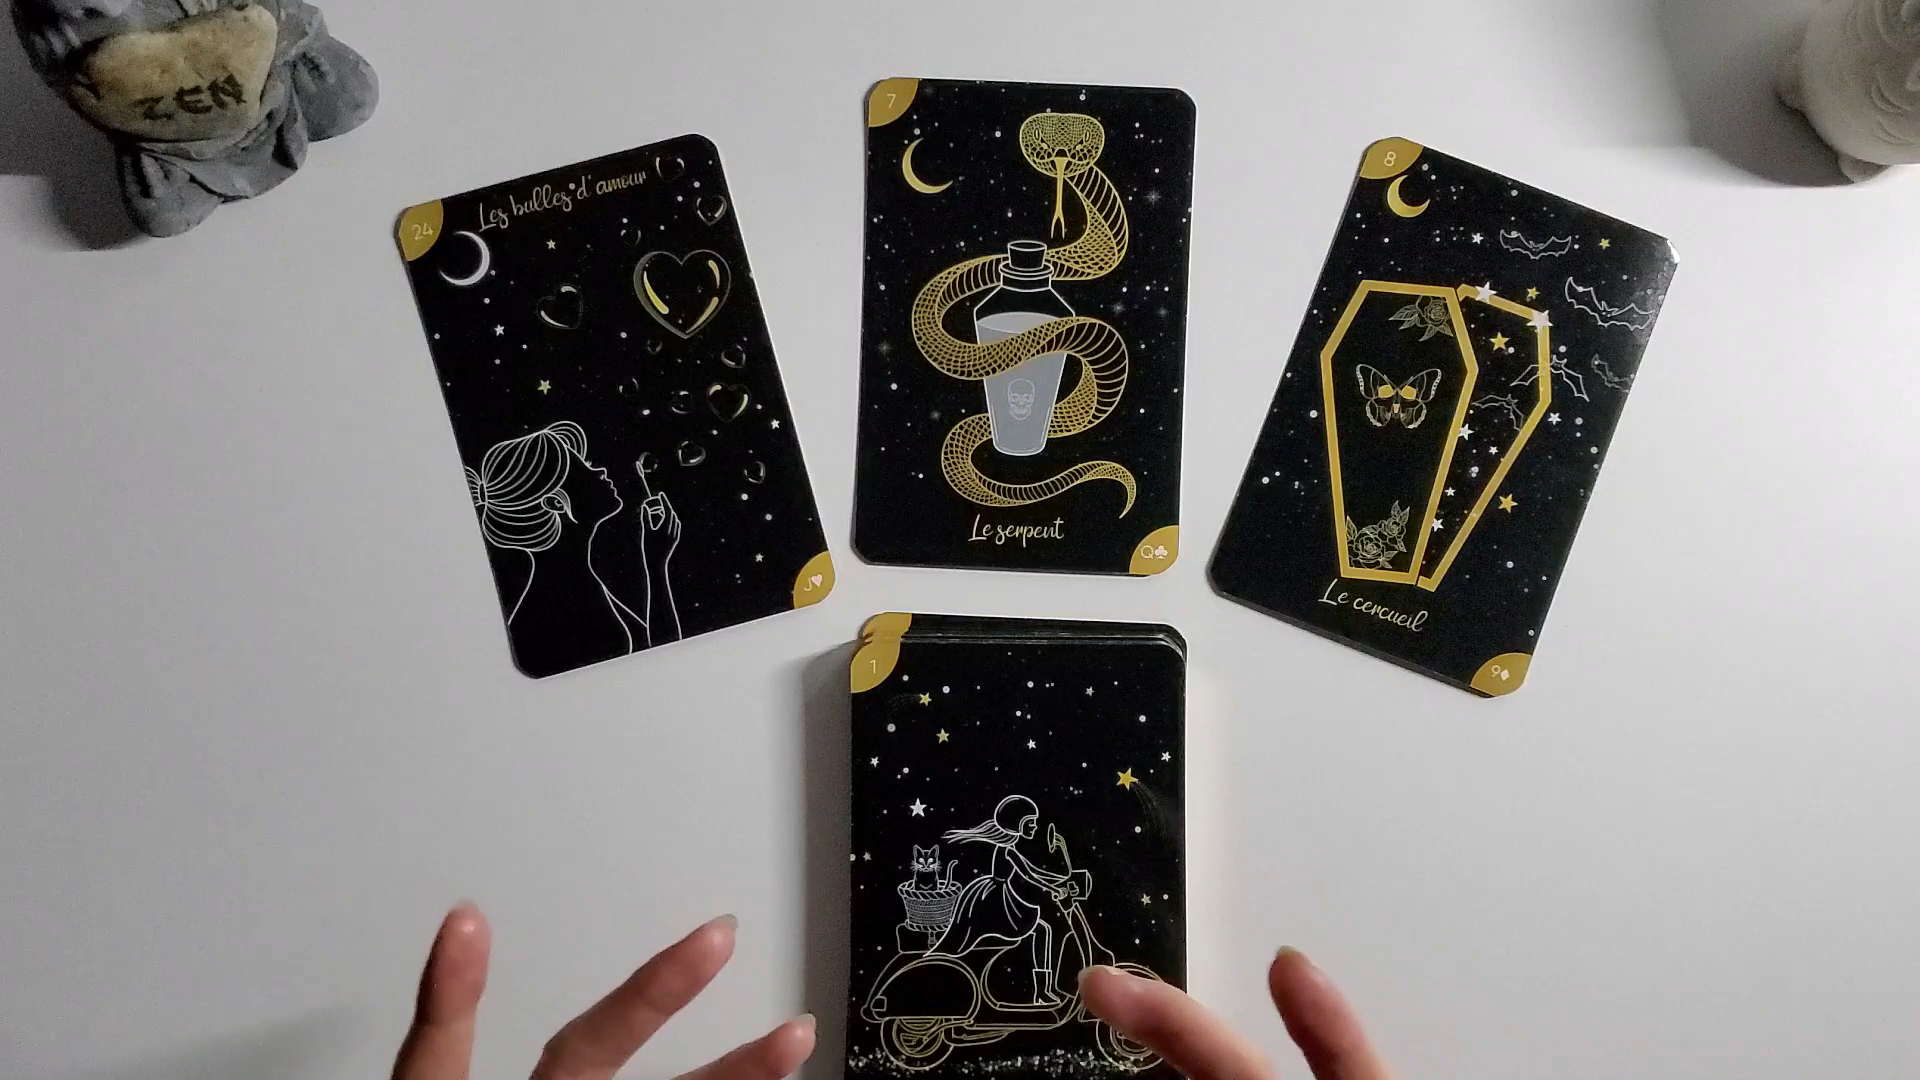 ZEN
24
Les bulles d'amour
J♥
7
Le serpent
Q♣
8
Le cercueil
9♦
1